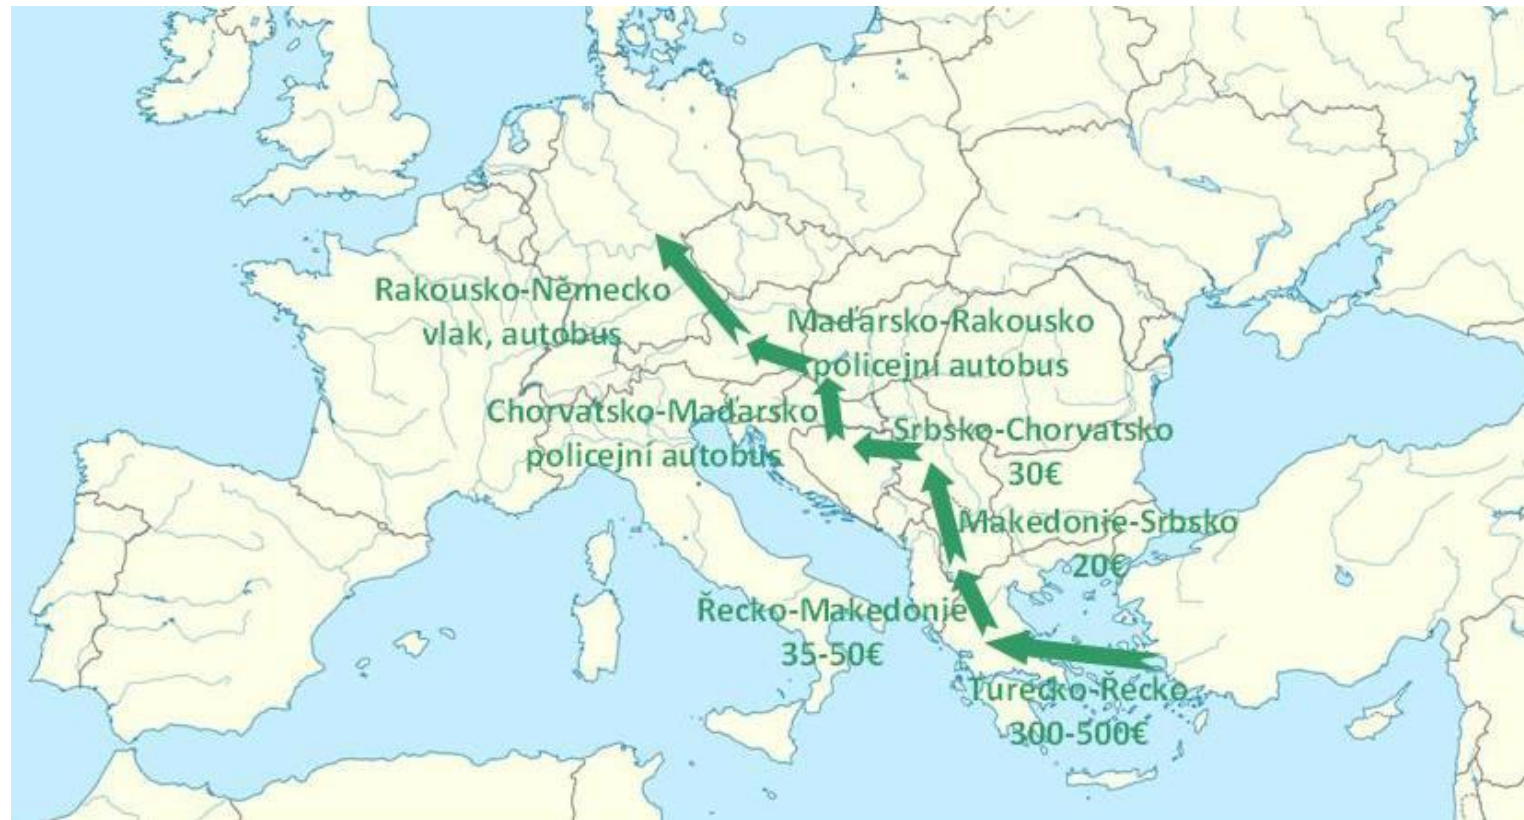 Rakousko-Německo
vlak, autobus
Maďarsko-Rakousko
policejní autobus
Chorvatsko-Maďarsko
policejní autobus
Srbsko-Chorvatsko
30€
Makedonie-Srbsko
20€
Řecko-Makedonie
35-50€
Turecko-Řecko
300-500€